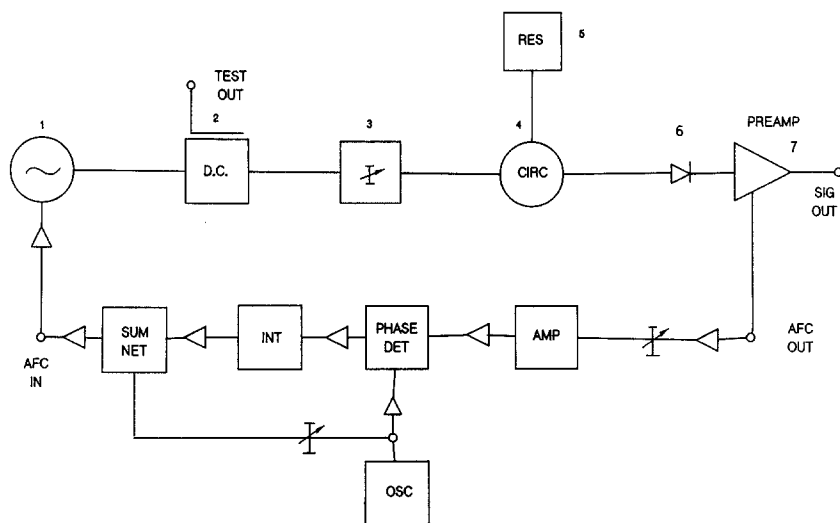 RES
5
TEST
OUT
1
2
3
4
6
PREAMP
7
D.C.
CIRC
SIG
OUT
SUM
NET
INT
PHASE
DET
AMP
AFC
IN
AFC
OUT
OSC